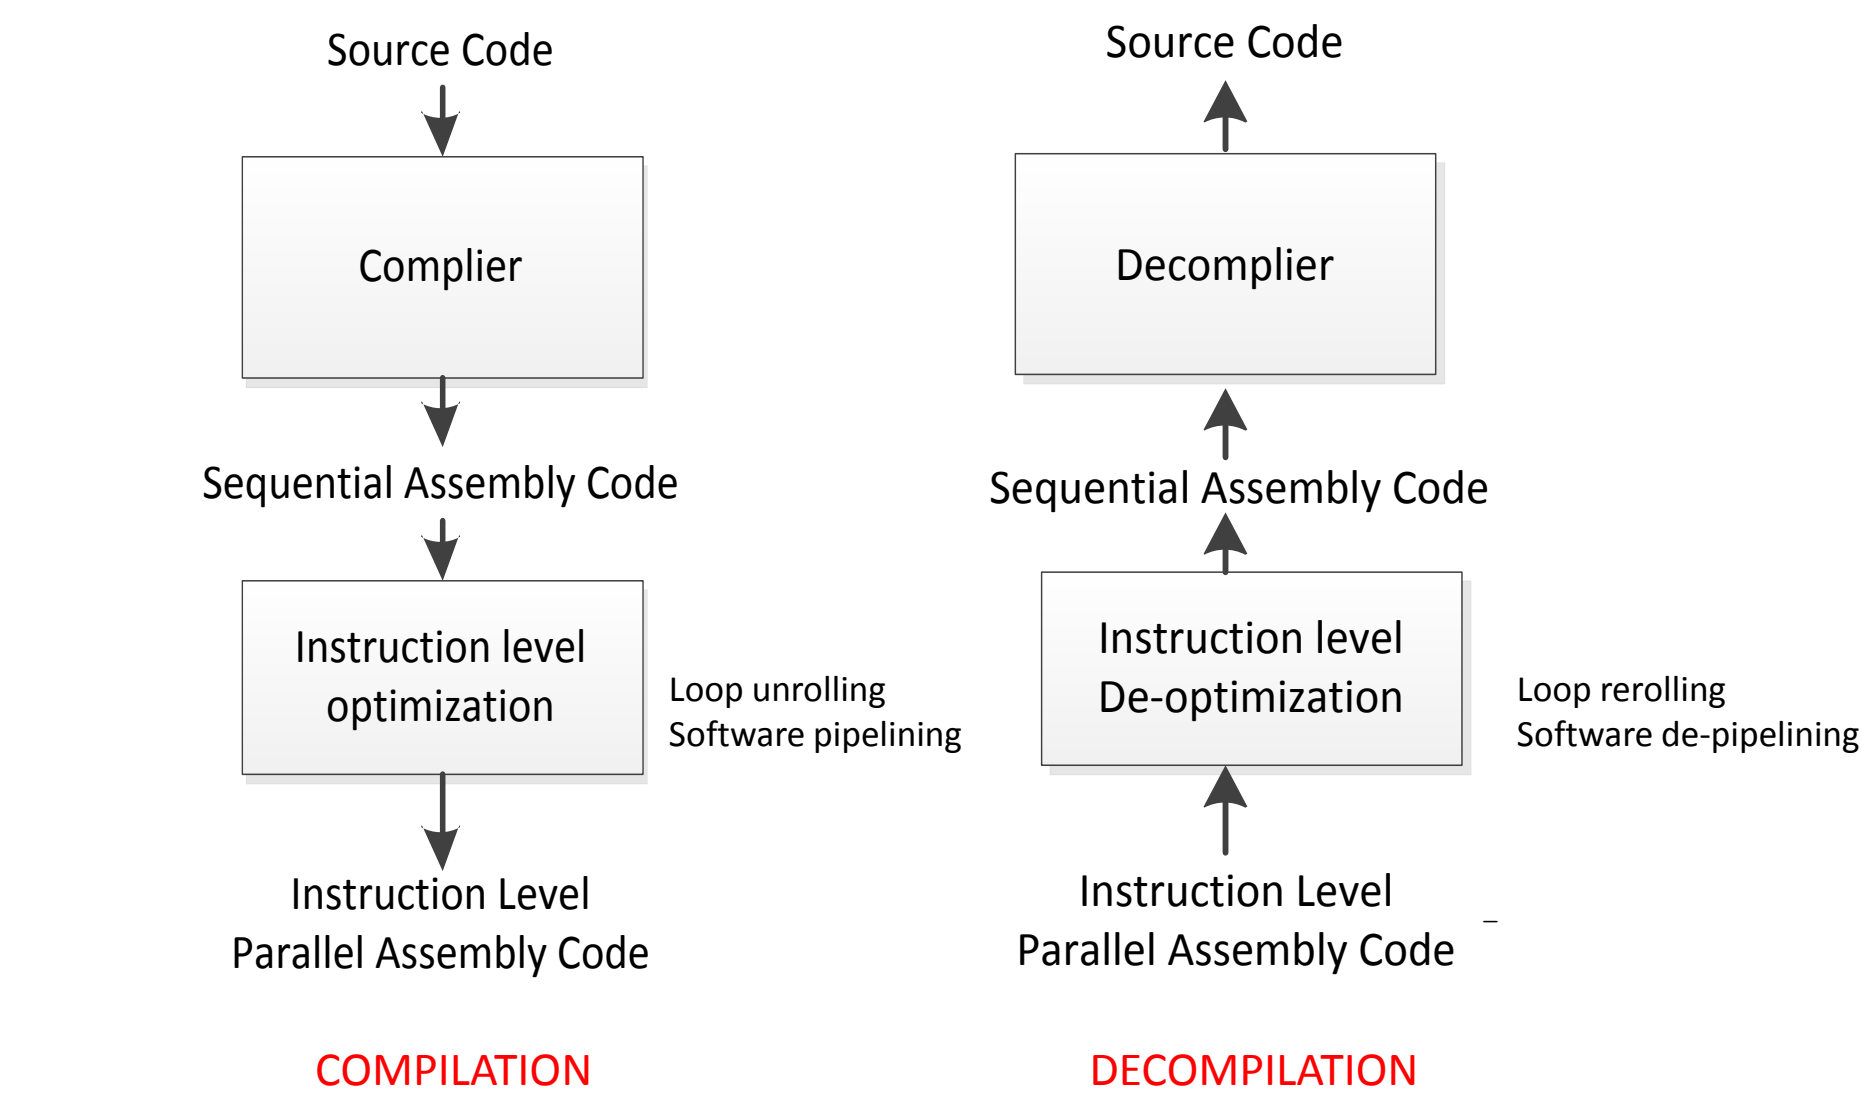 Source Code
Complier
Sequential Assembly Code
Instruction level
optimization
Loop unrolling
Software pipelining
Instruction Level
Parallel Assembly Code
COMPILATION
Source Code
Decomplier
Sequential Assembly Code
Instruction level
De-optimization
Loop rerolling
Software de-pipelining
Instruction Level
Parallel Assembly Code
DECOMPILATION